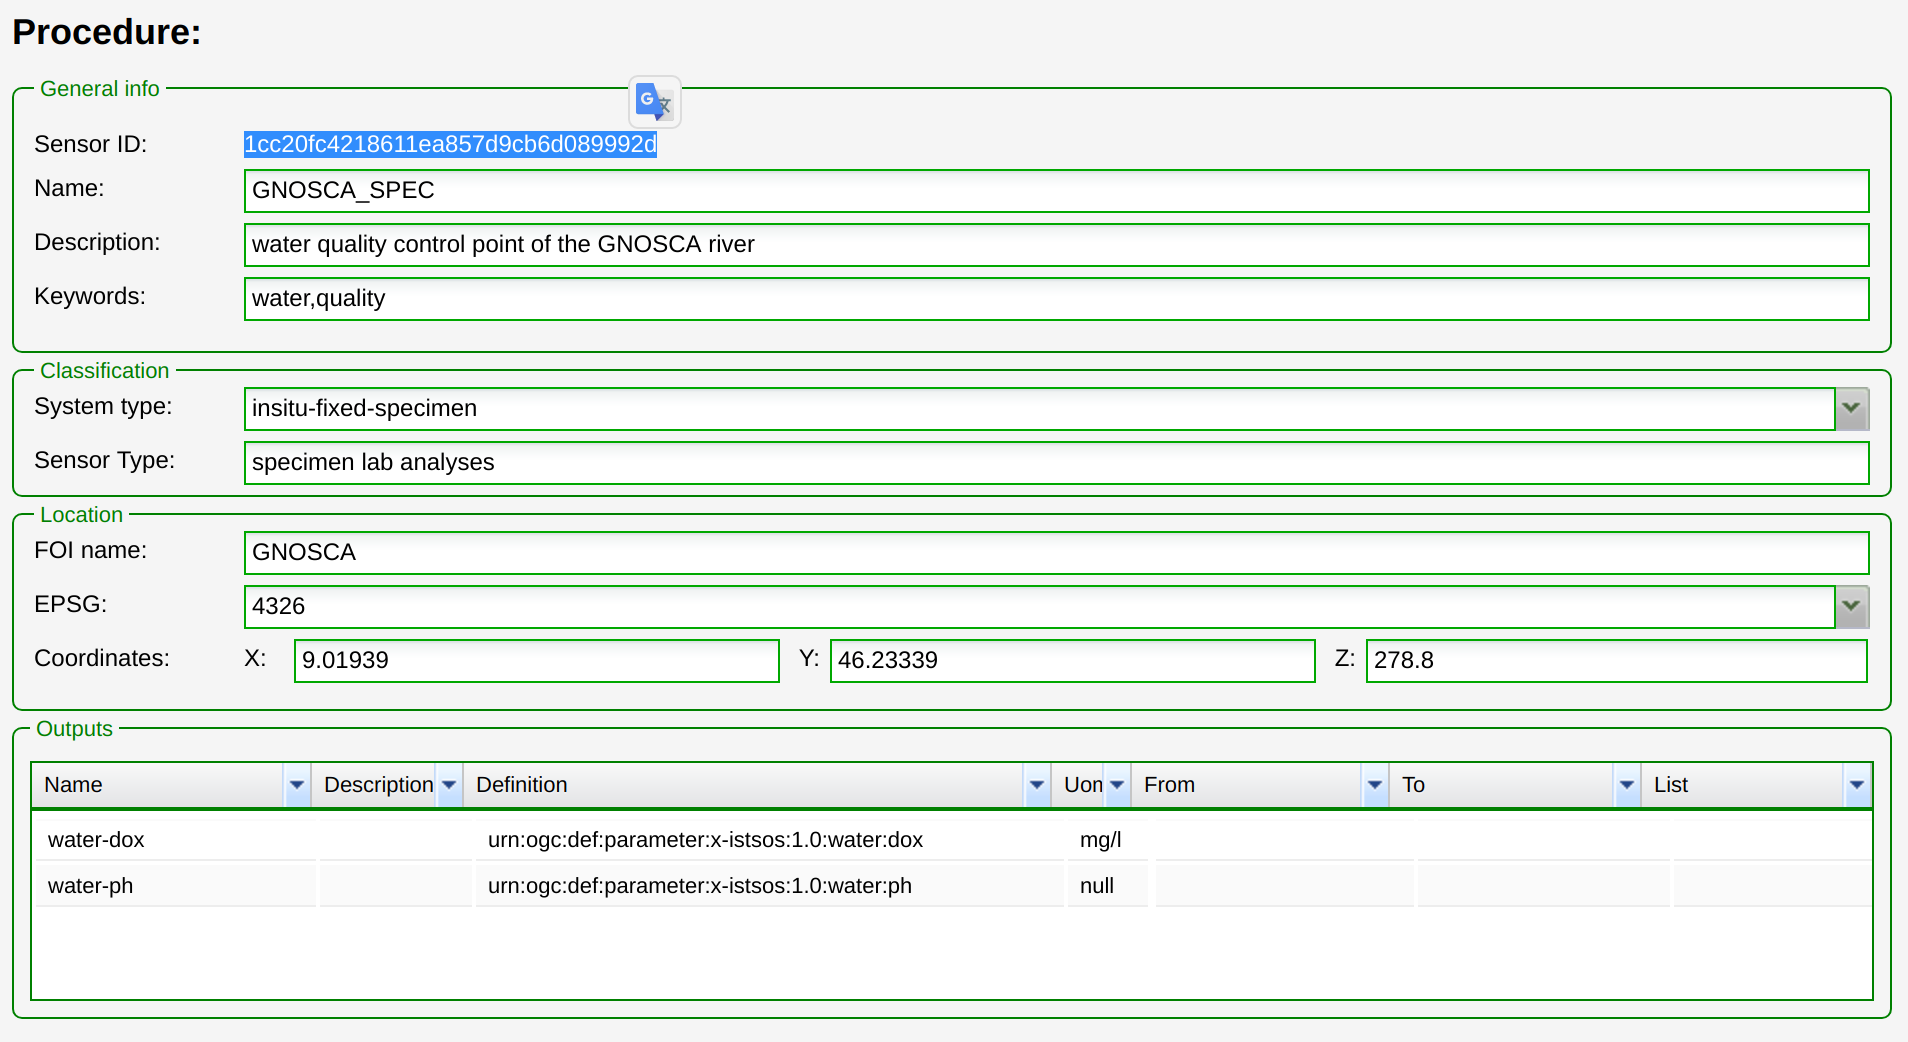 Procedure:
General info
Sensor ID: 1cc20fc4218611ea857d9cb6d089992d
Name: GNOSCA_SPEC
Description: water quality control point of the GNOSCA river
Keywords: water,quality
Classification
System type: insitu-fixed-specimen
Sensor Type: specimen lab analyses
Location
FOI name: GNOSCA
EPSG: 4326
Coordinates: X: 9.01939 Y: 46.23339 Z: 278.8
Outputs
Name Description Definition Uon From To List
water-dox urn:ogc:def:parameter:x-istsos:1.0:water:dox mg/l
water-ph urn:ogc:def:parameter:x-istsos:1.0:water:ph null